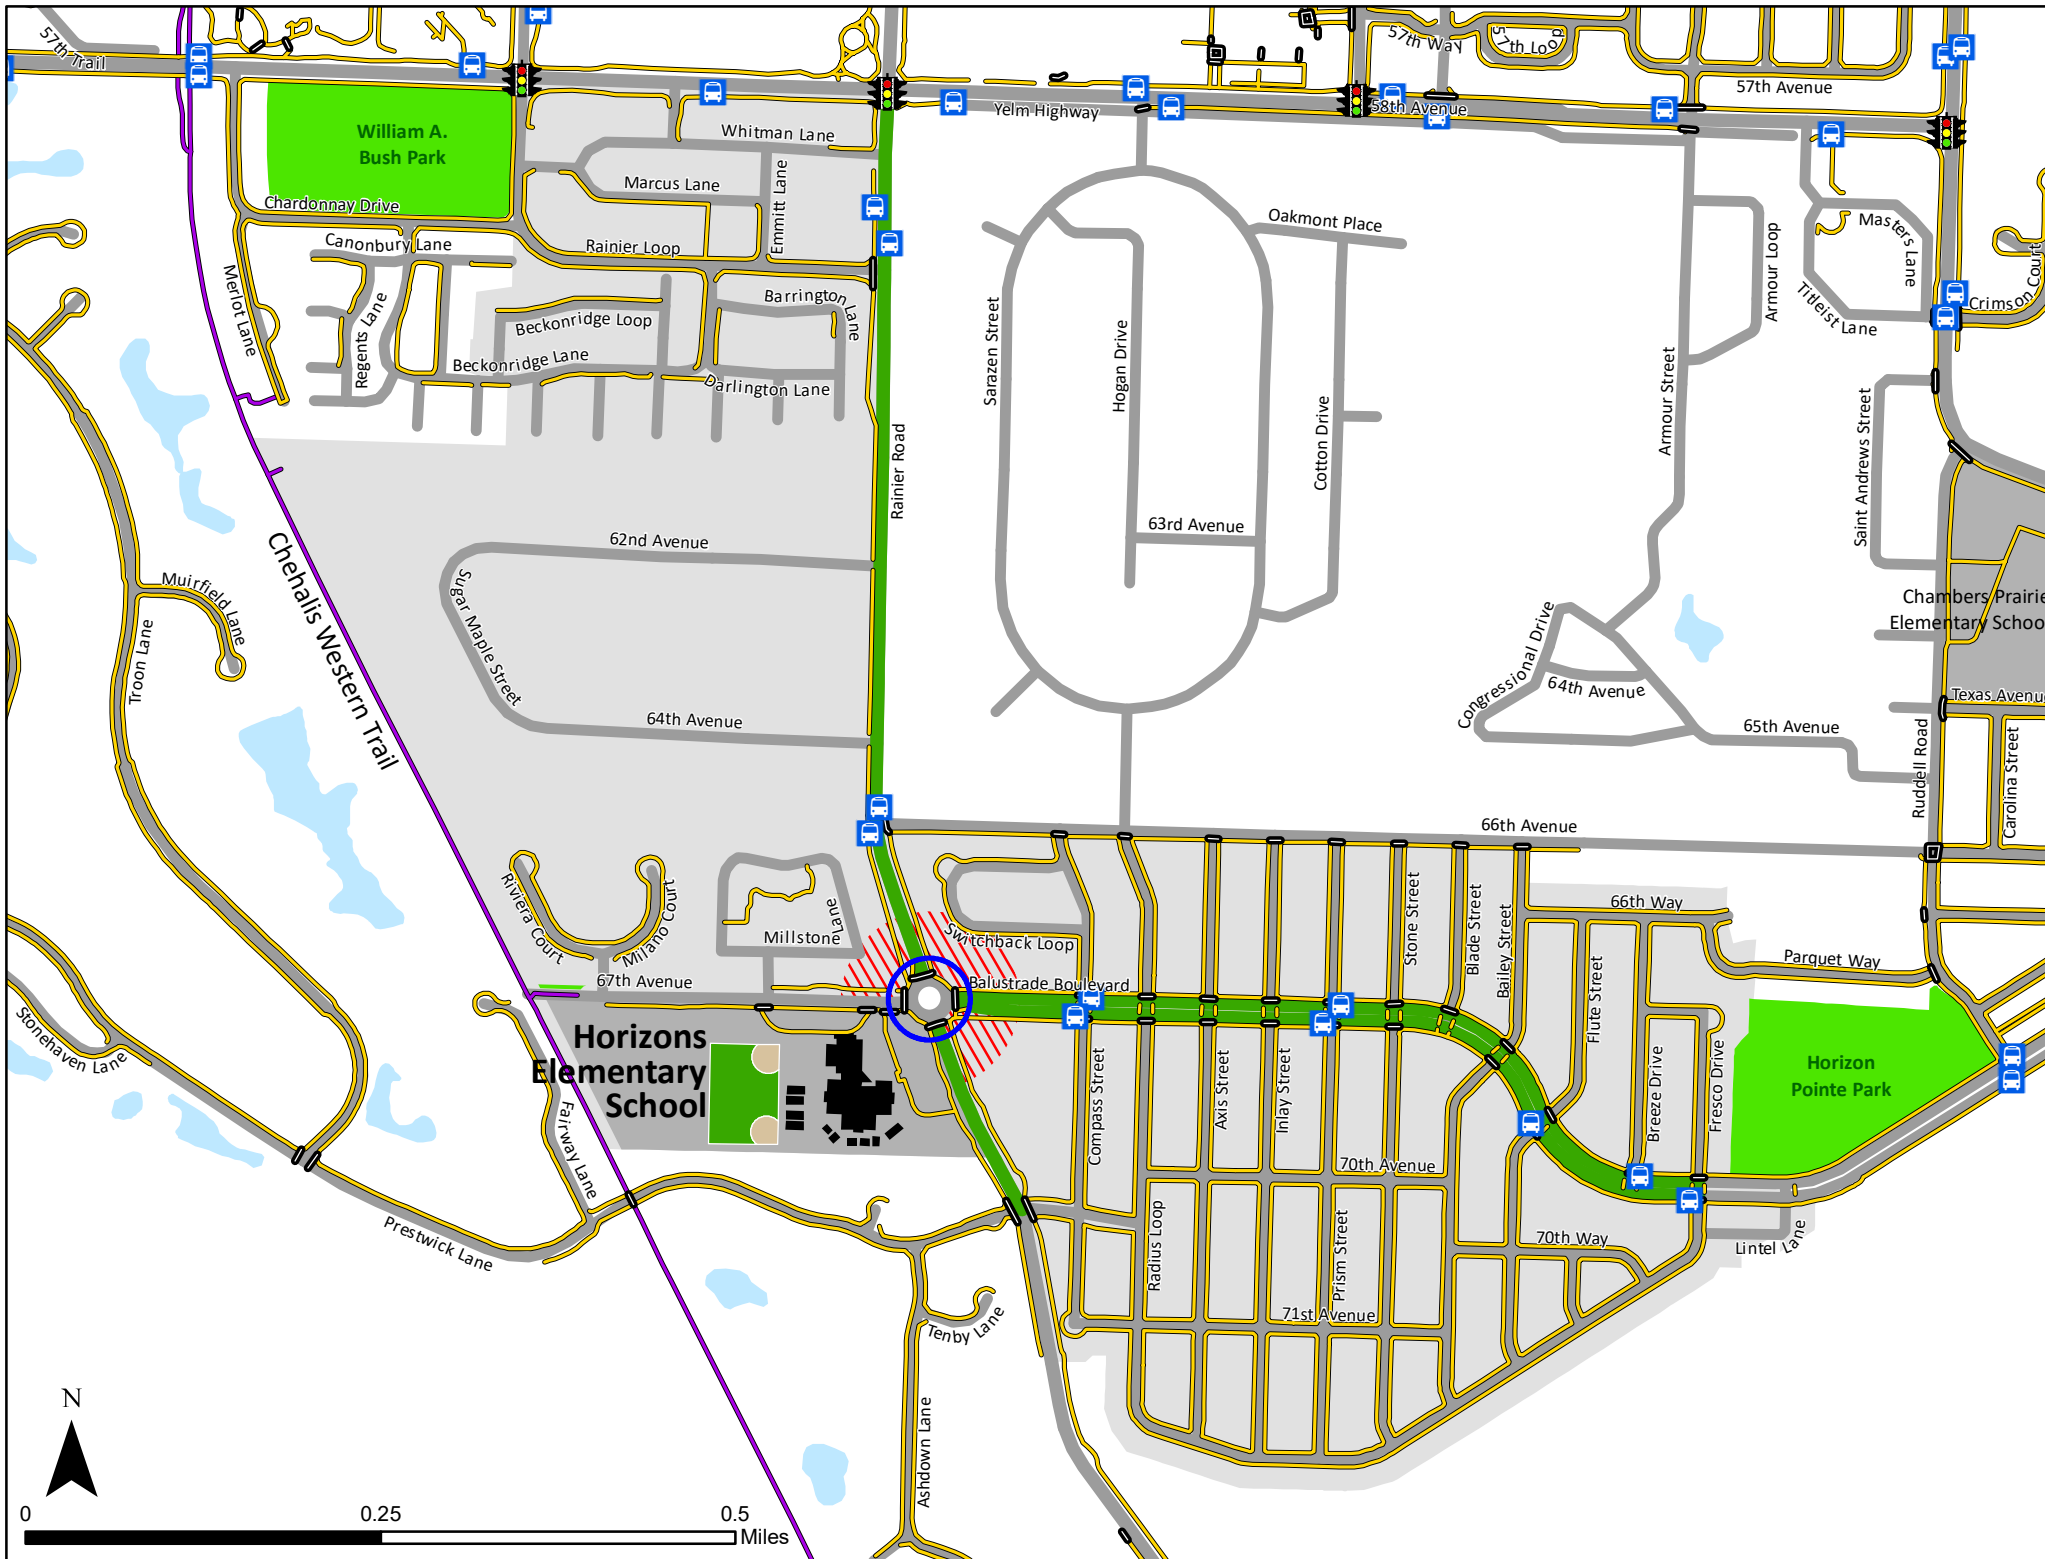 57th Trail
57th Way
57th Loop
57th Avenue
Yelm Highway
58th Avenue
William A.
Bush Park
Whitman Lane
Marcus Lane
Emmitt Lane
Chardonnay Drive
Canonbury Lane
Rainier Loop
Merlot Lane
Regents Lane
Beckonridge Loop
Barrington Lane
Beckonridge Lane
Darlington Lane
Rainier Road
Sarazen Street
Hogan Drive
Oakmont Place
Cotton Drive
63rd Avenue
Armour Street
Armour Loop
Masters Lane
Titleist Lane
Crimson Court
Saint Andrews Street
62nd Avenue
Sugar Maple Street
64th Avenue
Chehalis Western Trail
Muirfield Lane
Troon Lane
Congressional Drive
64th Avenue
65th Avenue
Chambers Prairie
Elementary Schoo
Texas Avenu
Ruddell Road
Carolina Street
66th Avenue
Riviera Court
Milano Court
Millstone Lane
67th Avenue
Switchback Loop
Balustrade Boulevard
Stone Street
Blade Street
Bailey Street
66th Way
Flute Street
Parquet Way
Horizons
Elementary
School
Storehaven Lane
Fairway Lane
Prestwick Lane
Compass Street
Axis Street
Inlay Street
Breeze Drive
Fresco Drive
Horizon
Pointe Park
70th Avenue
Radius Loop
Prism Street
70th Way
Lintel Lane
71st Avenue
Tenby Lane
Ashdown Lane
N
0
0.25
0.5
Miles